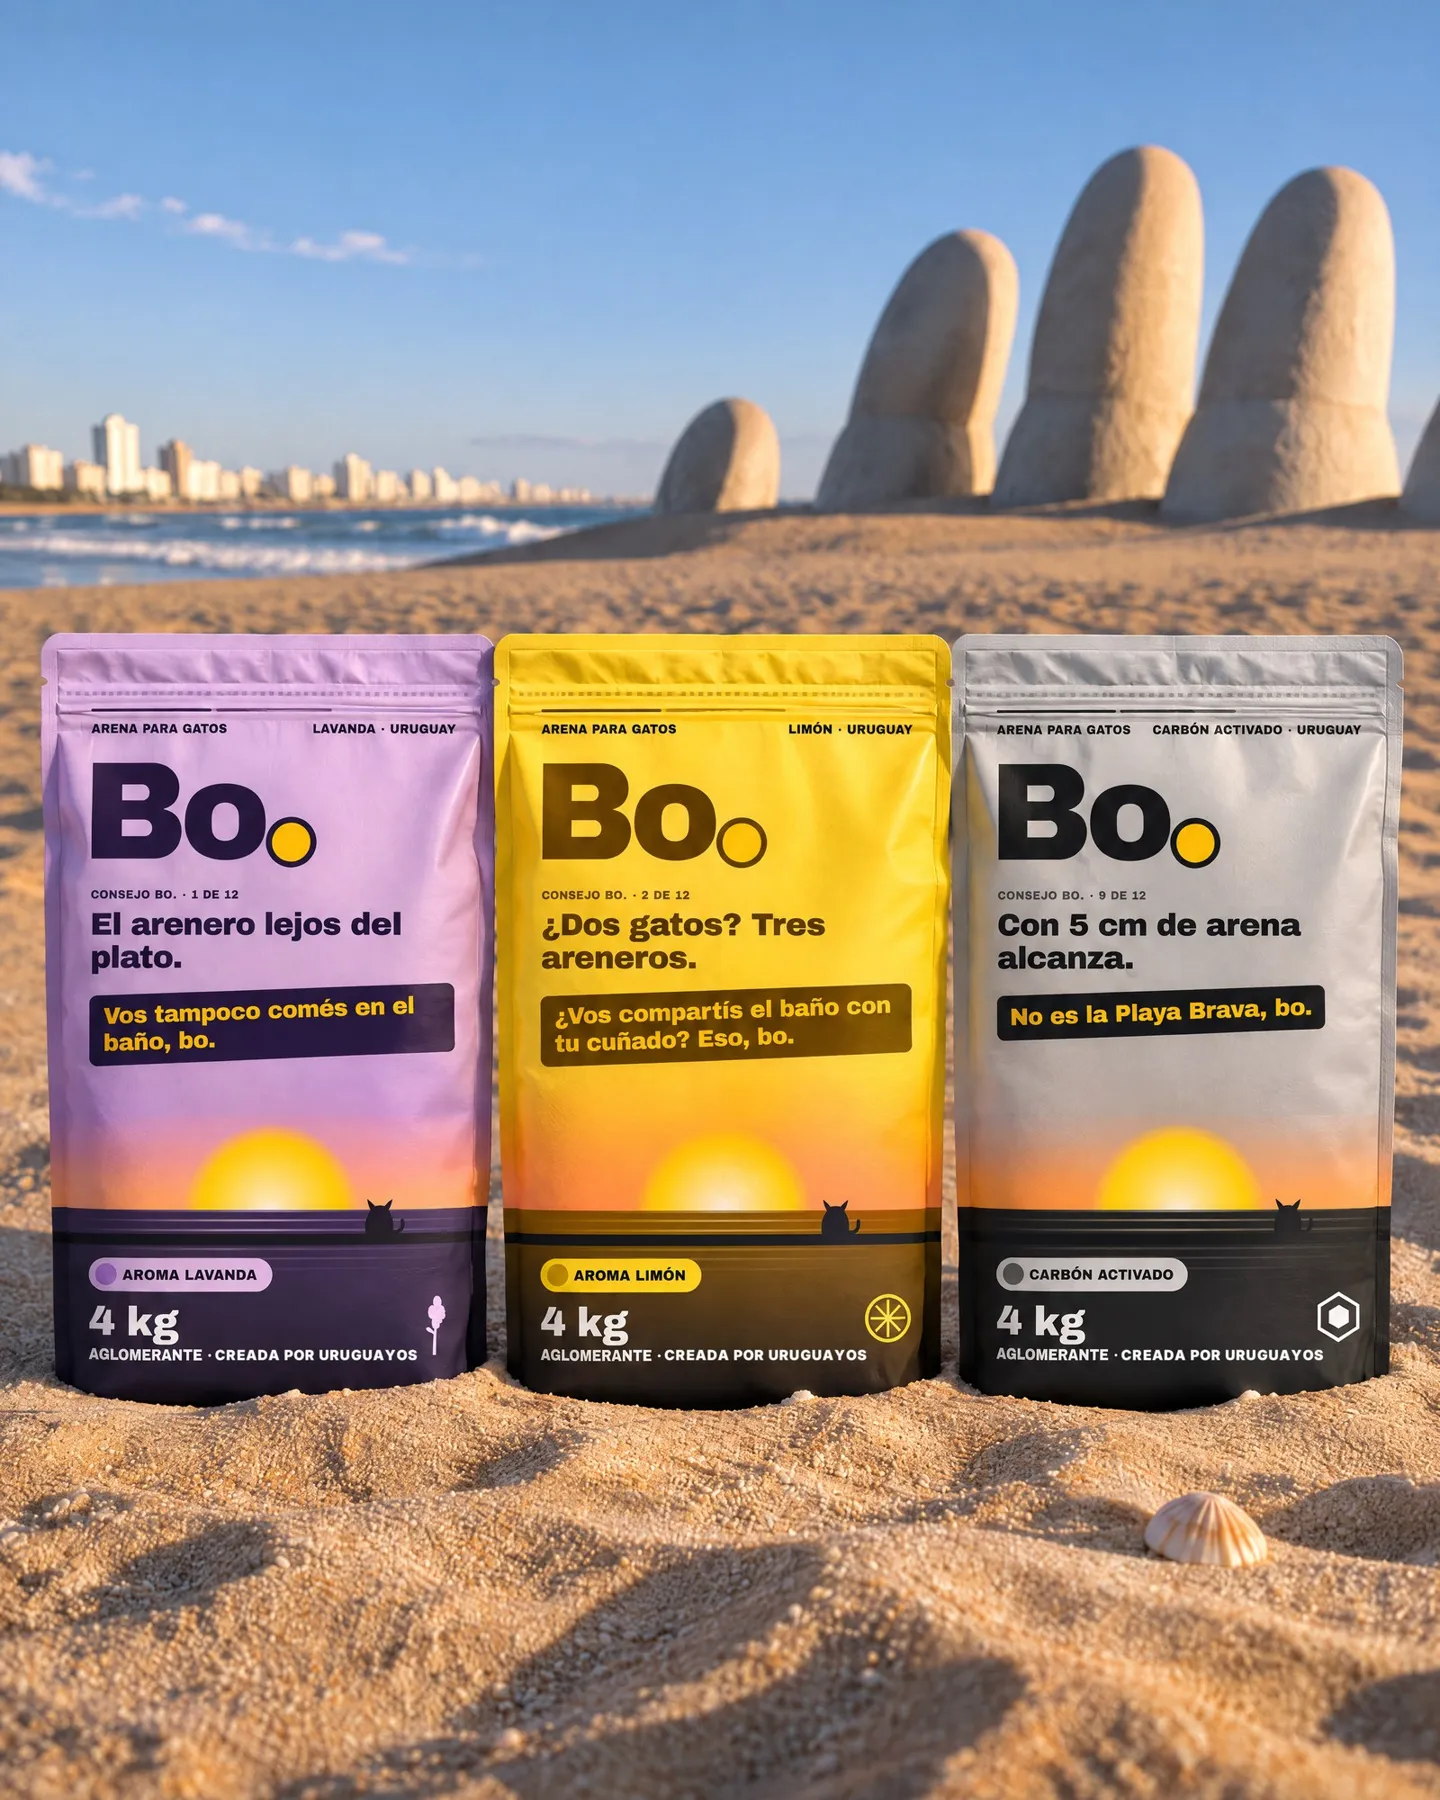 ARENA PARA GATOS LAVANDA · URUGUAY
Bo.
CONSEJO BO. · 1 DE 12
El arenero lejos del
plato.
Vos tampoco comés en el
baño, bo.
AROMA LAVANDA
4 kg
AGLOMERANTE · CREADA POR URUGUAYOS
ARENA PARA GATOS LIMÓN · URUGUAY
Bo.
CONSEJO BO. · 2 DE 12
¿Dos gatos? Tres
areneros.
¿Vos compartís el baño con
tu cuñado? Eso, bo.
AROMA LIMÓN
4 kg
AGLOMERANTE · CREADA POR URUGUAYOS
ARENA PARA GATOS CARBÓN ACTIVADO · URUGUAY
Bo.
CONSEJO BO. · 9 DE 12
Con 5 cm de arena
alcanza.
No es la Playa Brava, bo.
CARBÓN ACTIVADO
4 kg
AGLOMERANTE · CREADA POR URUGUAYOS